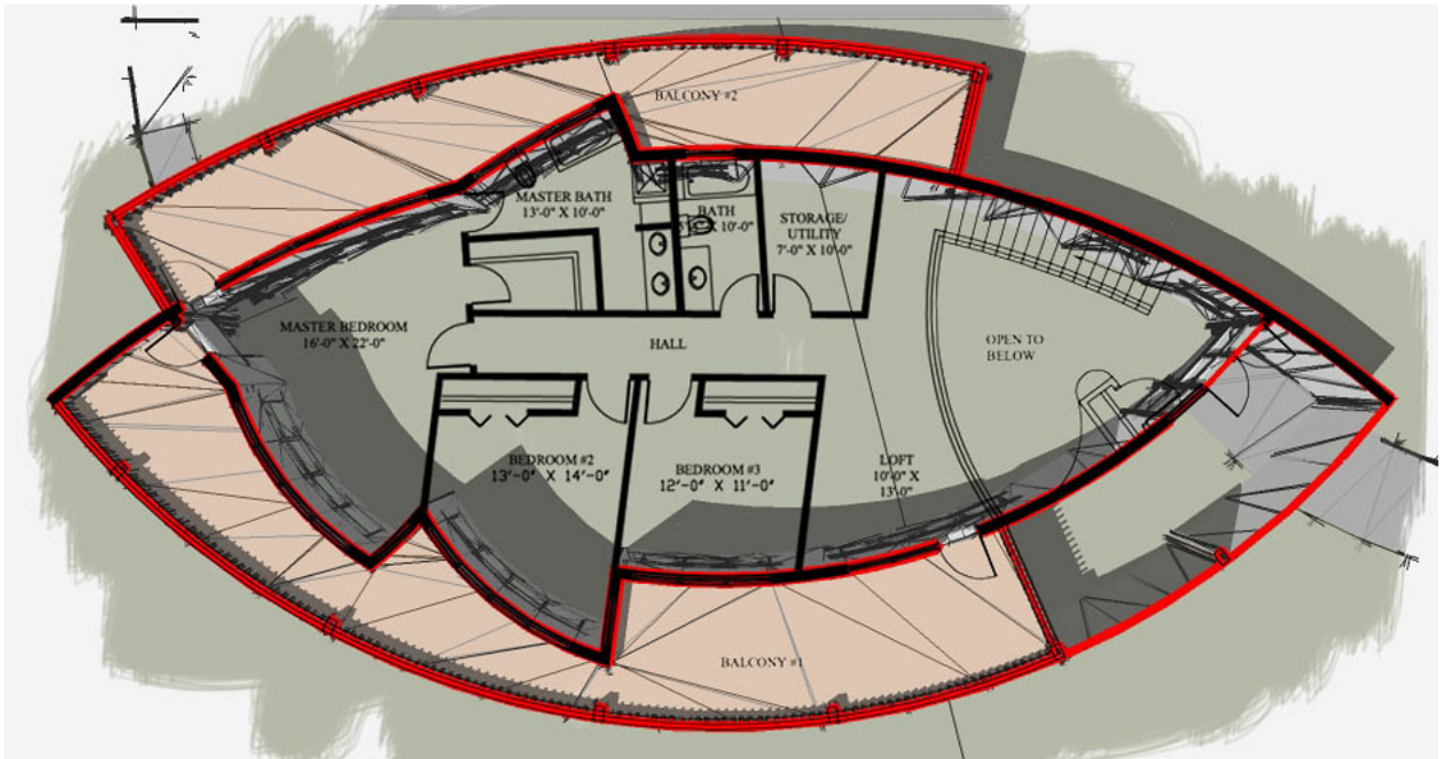 BALCONY #2
MASTER BATH
13'-0" X 10'-0"
BATH
X 10'-0"
STORAGE/
UTILITY
7'-0" X 10'-0"
MASTER BEDROOM
16'-0" X 22'-0"
HALL
OPEN TO
BELOW
BEDROOM #2
13'-0" X 14'-0"
BEDROOM #3
12'-0" X 11'-0"
LOFT
10'-0" X
13'-0"
BALCONY #1